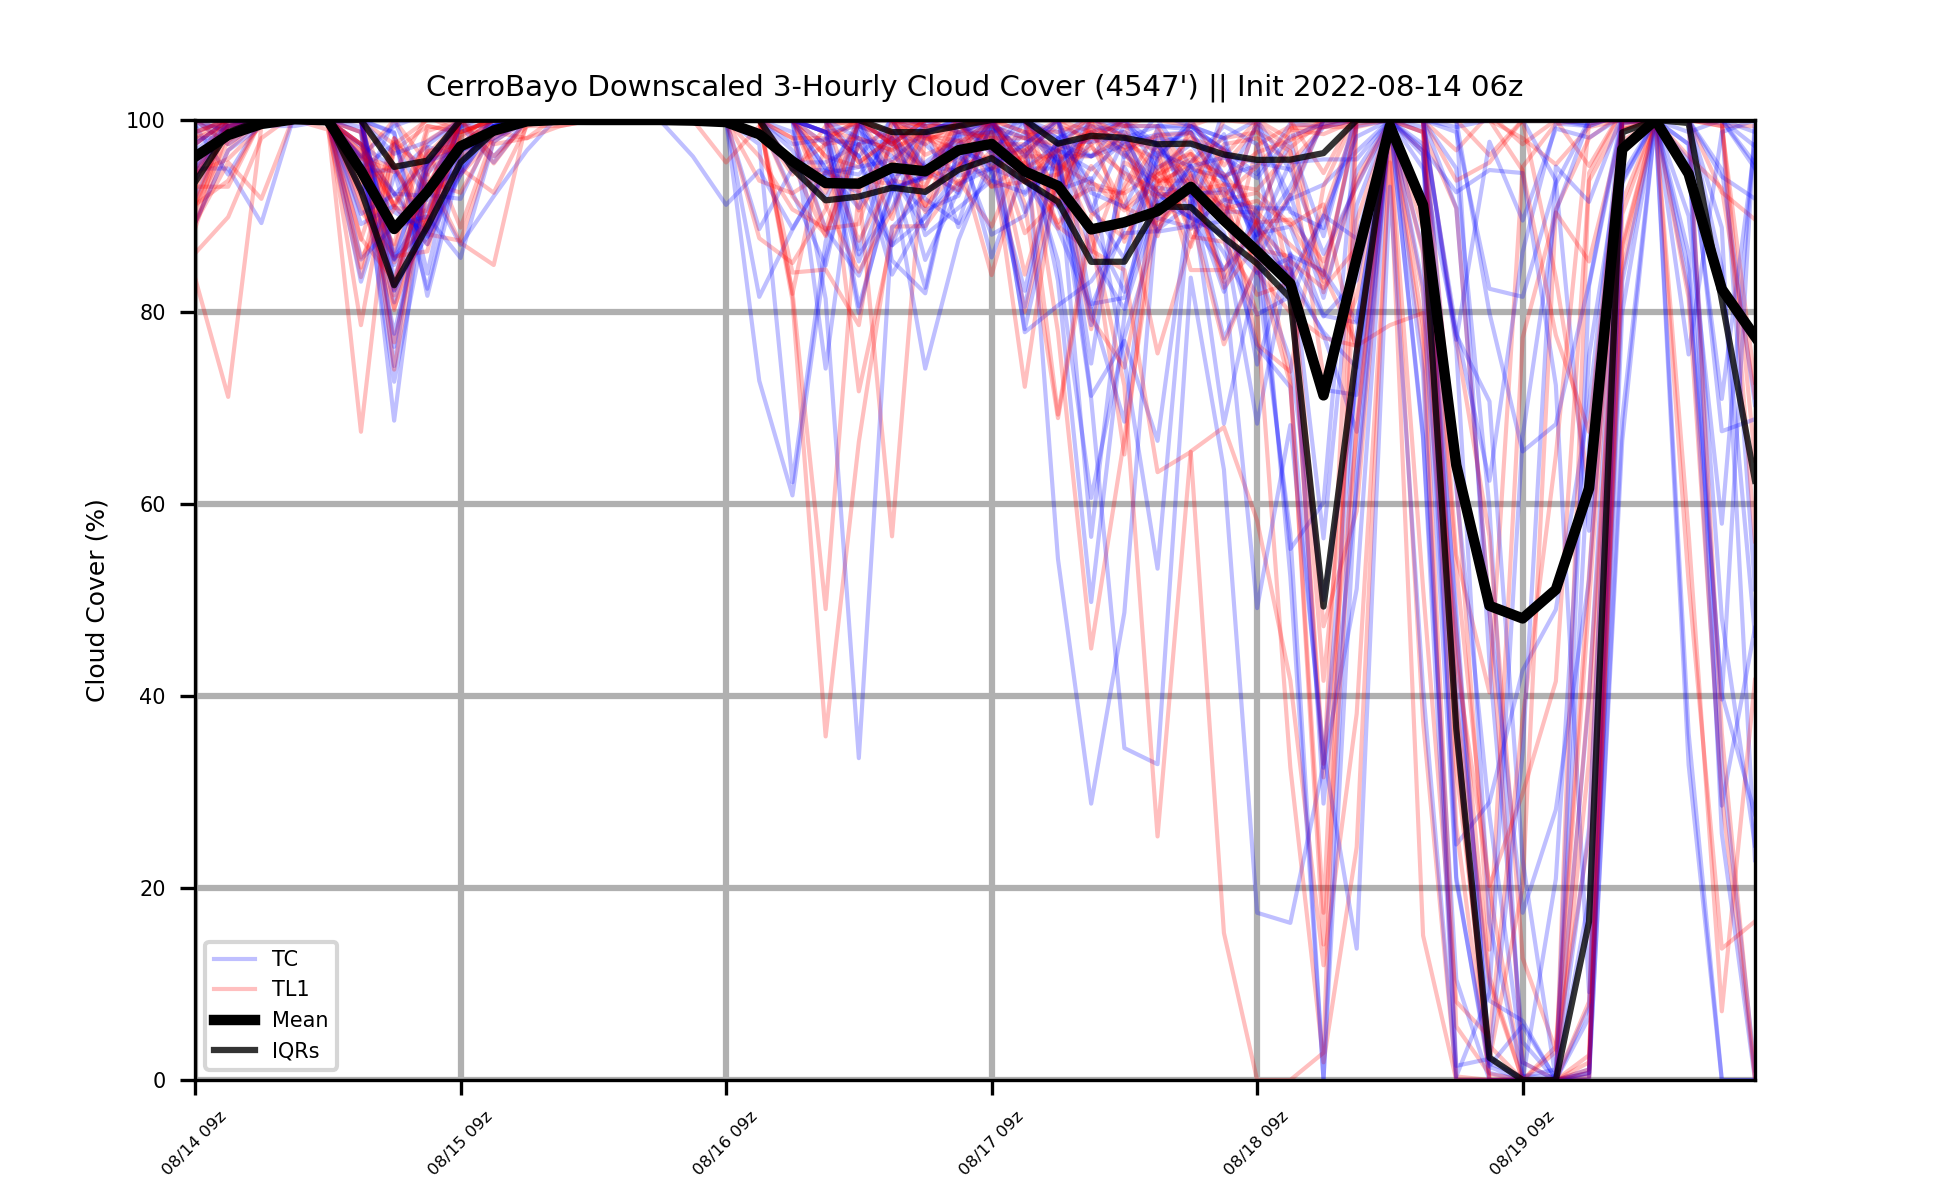 CerroBayo Downscaled 3-Hourly Cloud Cover (4547') || Init 2022-08-14 06z
Cloud Cover (%)
100
80
60
40
20
0
TC
TL1
Mean
IQRs
08/14 09z
08/15 09z
08/16 09z
08/17 09z
08/18 09z
08/19 09z